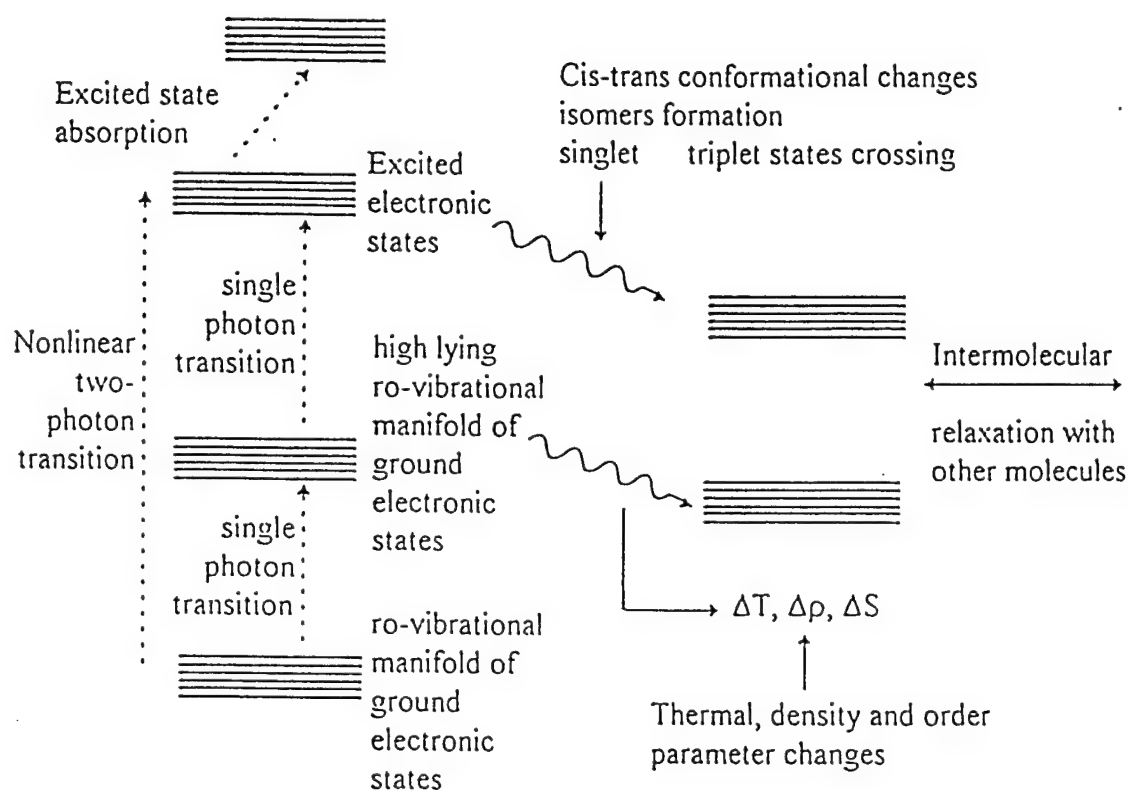 Excited state
absorption
Cis-trans conformational changes
isomers formation
singlet triplet states crossing
Excited
electronic
states
single
photon
transition
Nonlinear
two-
photon
transition
high lying
ro-vibrational
manifold of
ground
electronic
states
Intermolecular
relaxation with
other molecules
single
photon
transition
ΔT, Δρ, ΔS
ro-vibrational
manifold of
ground
electronic
states
Thermal, density and order
parameter changes